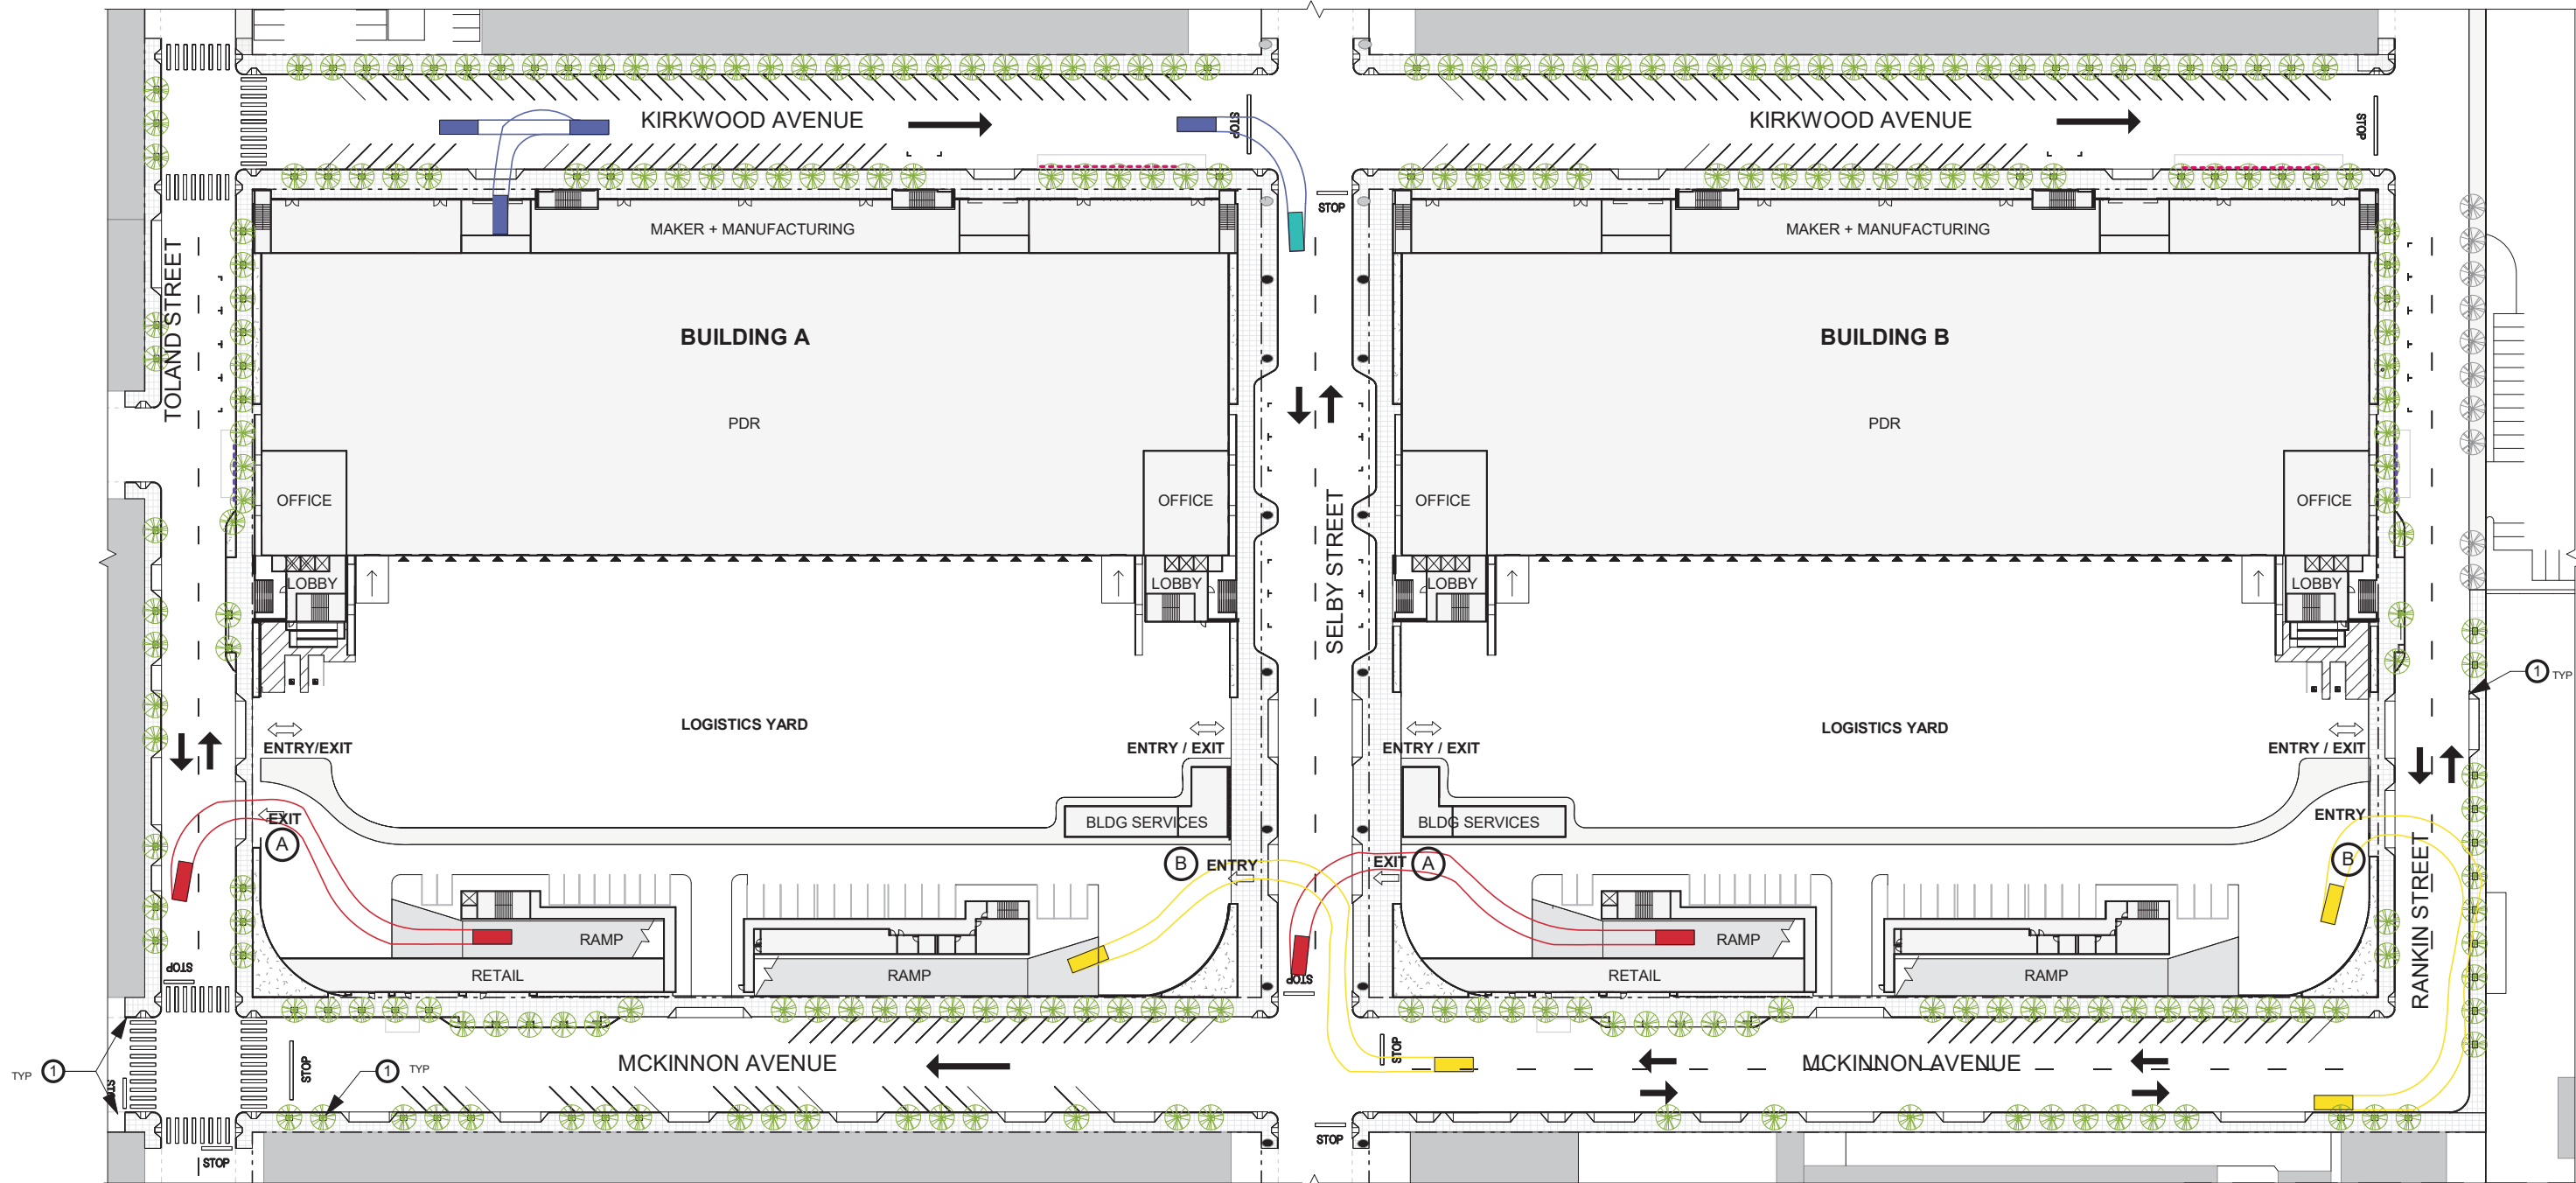 KIRKWOOD AVENUE
STOP
KIRKWOOD AVENUE
STOP
STOP
MAKER + MANUFACTURING
MAKER + MANUFACTURING
TOLAND STREET
BUILDING A
BUILDING B
PDR
PDR
OFFICE
OFFICE
OFFICE
OFFICE
SELBY STREET
LOBBY
LOBBY
LOBBY
LOBBY
1 TYP
LOGISTICS YARD
LOGISTICS YARD
ENTRY/EXIT
ENTRY / EXIT
ENTRY / EXIT
ENTRY / EXIT
EXIT
BLDG SERVICES
BLDG SERVICES
ENTRY
A
B
ENTRY
EXIT
A
B
RANKIN STREET
RAMP
RAMP
STOP
RETAIL
RAMP
STOP
RETAIL
RAMP
STOP
MCKINNON AVENUE
STOP
MCKINNON AVENUE
TYP 1
1 TYP
STOP
STOP
STOP